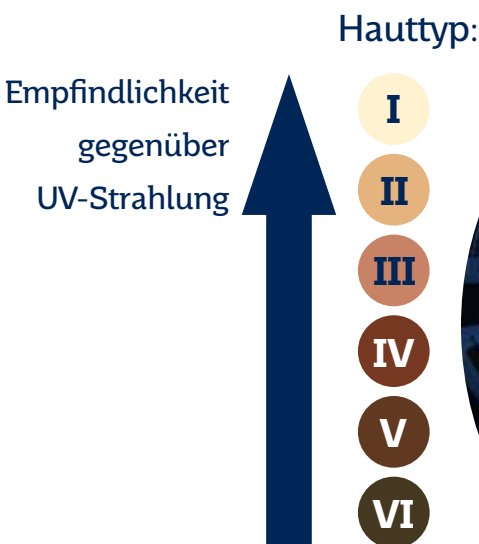 Hauttyp:
Empfindlichkeit
gegenüber
UV-Strahlung
I
II
III
IV
V
VI